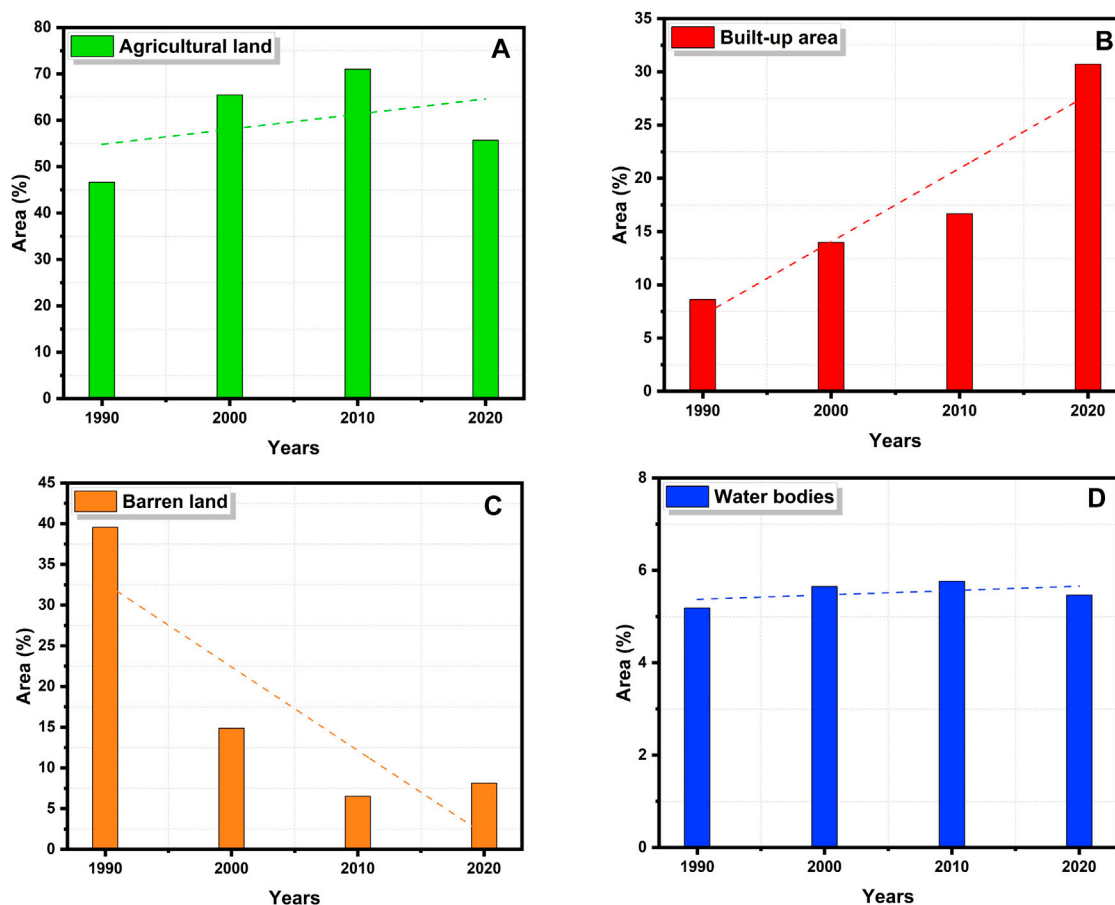 Agricultural land
A
Area (%)
80
70
60
50
40
30
20
10
0
1990 2000 2010 2020
Years
Built-up area
B
Area (%)
35
30
25
20
15
10
5
0
1990 2000 2010 2020
Years
Barren land
C
Area (%)
45
40
35
30
25
20
15
10
5
0
1990 2000 2010 2020
Years
Water bodies
D
Area (%)
8
6
4
2
0
1990 2000 2010 2020
Years